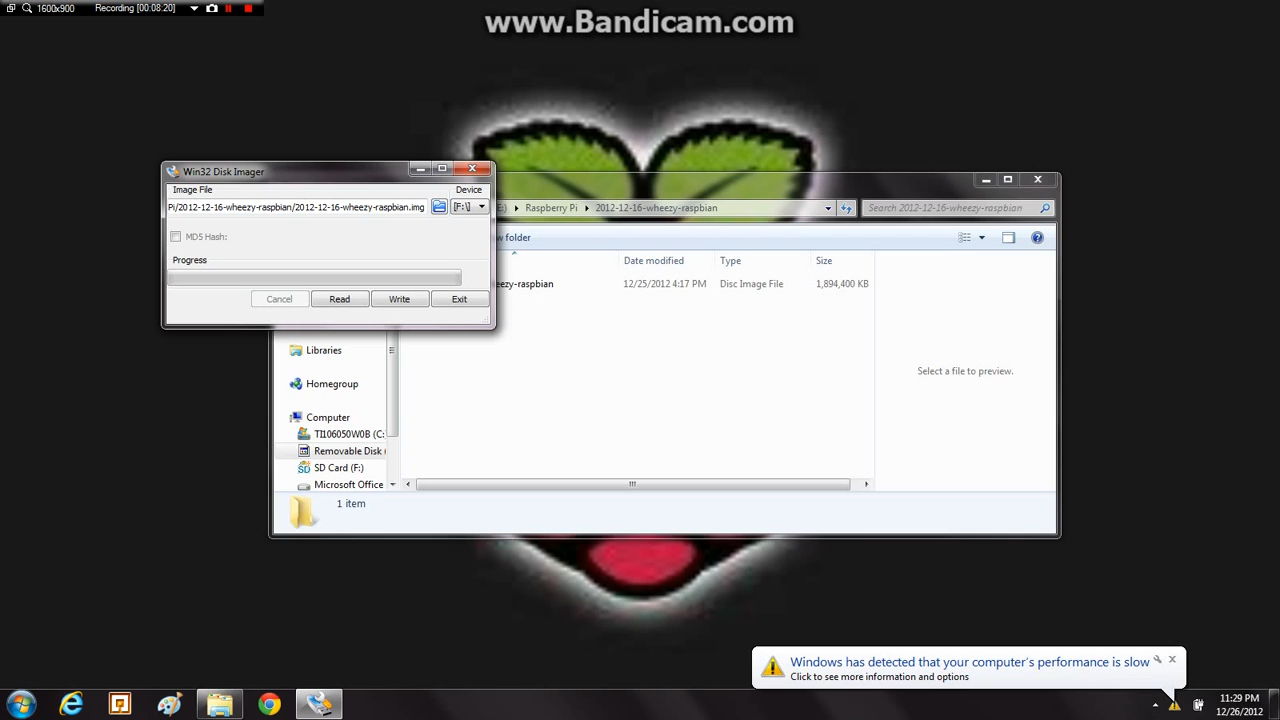 1600x900 Recording [00:08.20]
www.Bandicam.com
Win32 Disk Imager
Image File Device
Pi/2012-12-16-wheezy-raspbian/2012-12-16-wheezy-raspbian.img [F:\]
MD5 Hash:
Progress
Cancel Read Write Exit
Raspberry Pi 2012-12-16-wheezy-raspbian Search 2012-12-16-wheezy-raspbian
w folder
Date modified Type Size
ezy-raspbian 12/25/2012 4:17 PM Disc Image File 1,894,400 KB
Select a file to preview.
Libraries
Homegroup
Computer
TI106050W0B (C:
Removable Disk (
SD Card (F:)
Microsoft Office
1 item
Windows has detected that your computer's performance is slow
Click to see more information and options
11:29 PM
12/26/2012